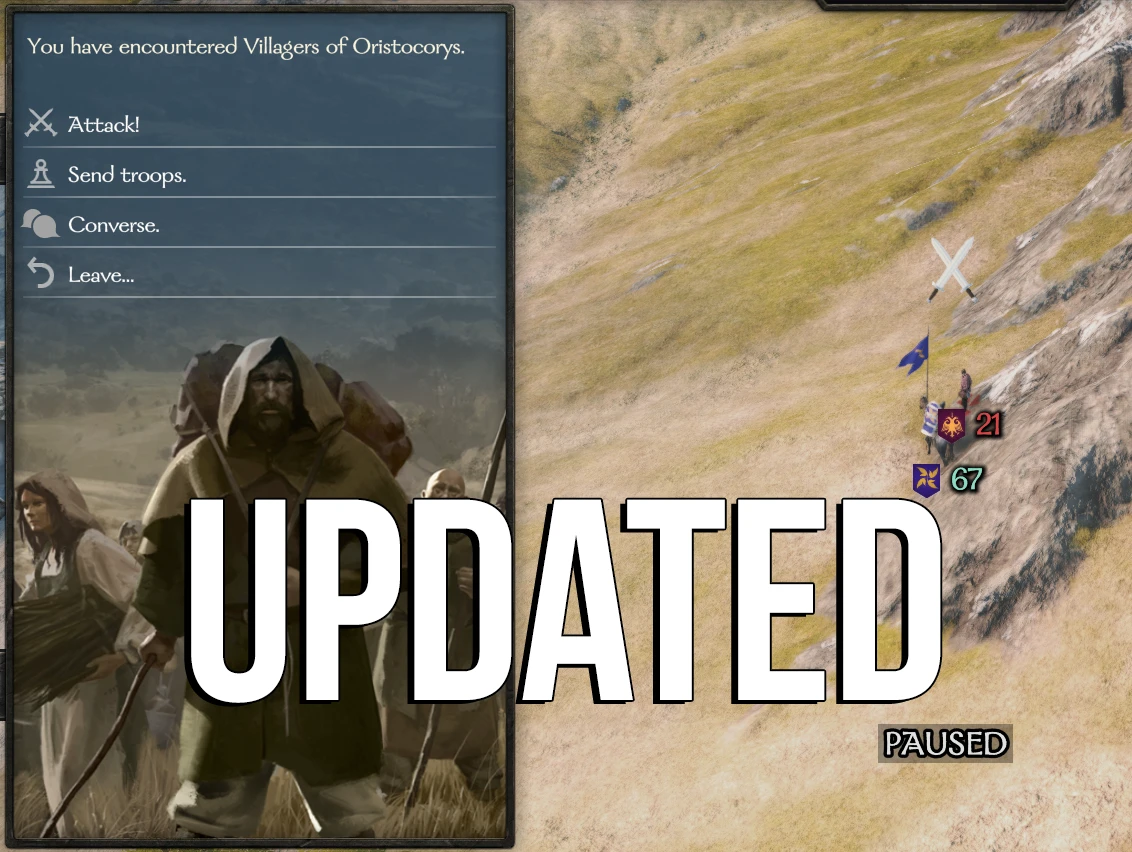 You have encountered Villagers of Oristocorys.
Attack!
Send troops.
Converse.
Leave...
21
67
UPDATED
PAUSED